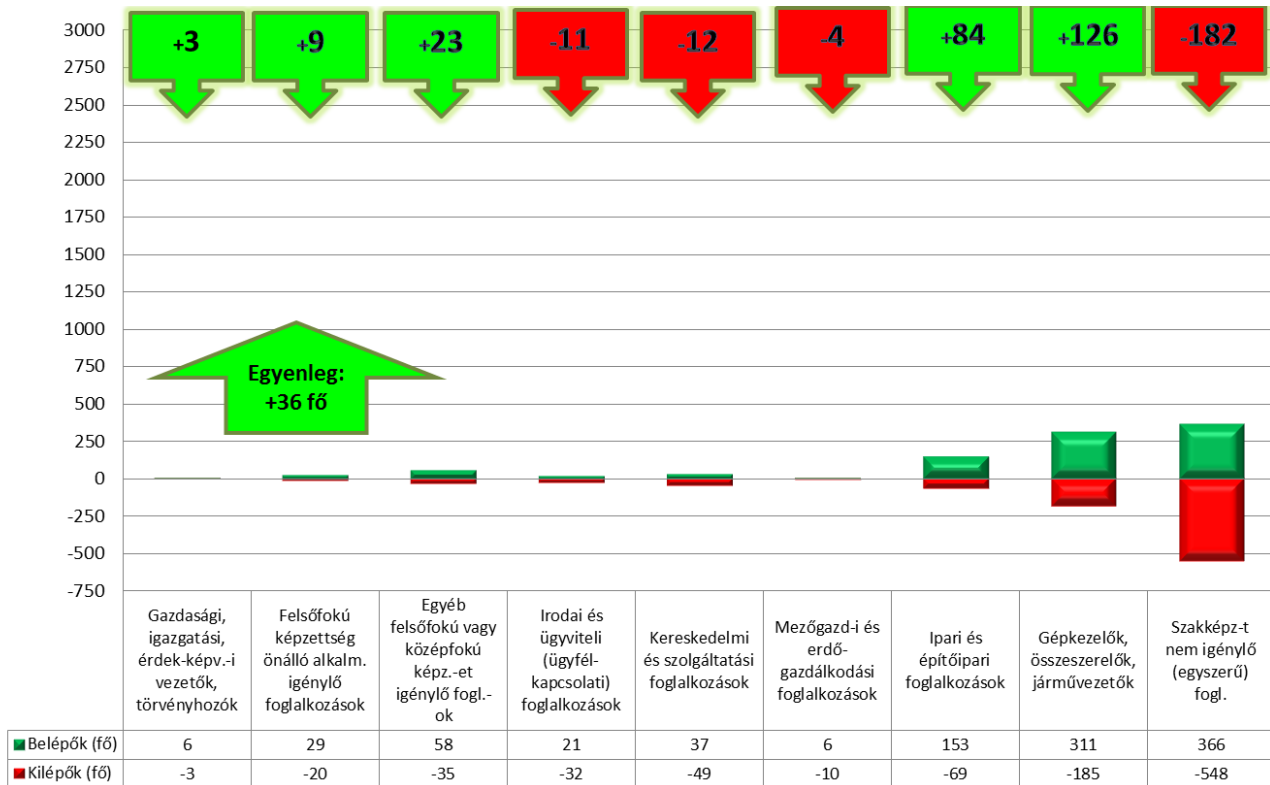 +3
+9
+23
-11
-12
-4
+84
+126
-182
3000
2750
2500
2250
2000
1750
1500
1250
1000
750
500
250
0
-250
-500
-750
Egyenleg:
+36 fő
Gazdasági,
igazgatási,
érdek-képv.-i
vezetők,
törvényhozók
Felsőfokú
képzettség
önálló alkalm.
igénylő
foglalkozások
Egyéb
felsőfokú vagy
középfokú
képz.-et
igénylő fogl.-
ok
Irodai és
ügyviteli
(ügyfél-
kapcsolati)
foglalkozások
Kereskedelmi
és szolgáltatási
foglalkozások
Mezőgazd-i és
erdő-
gazdálkodási
foglalkozások
Ipari és
építőipari
foglalkozások
Gépkezelők,
összeszerelők,
járművezetők
Szakképz-t
nem igénylő
(egyszerű)
fogl.
Belépők (fő) 6 29 58 21 37 6 153 311 366
Kilépők (fő) -3 -20 -35 -32 -49 -10 -69 -185 -548